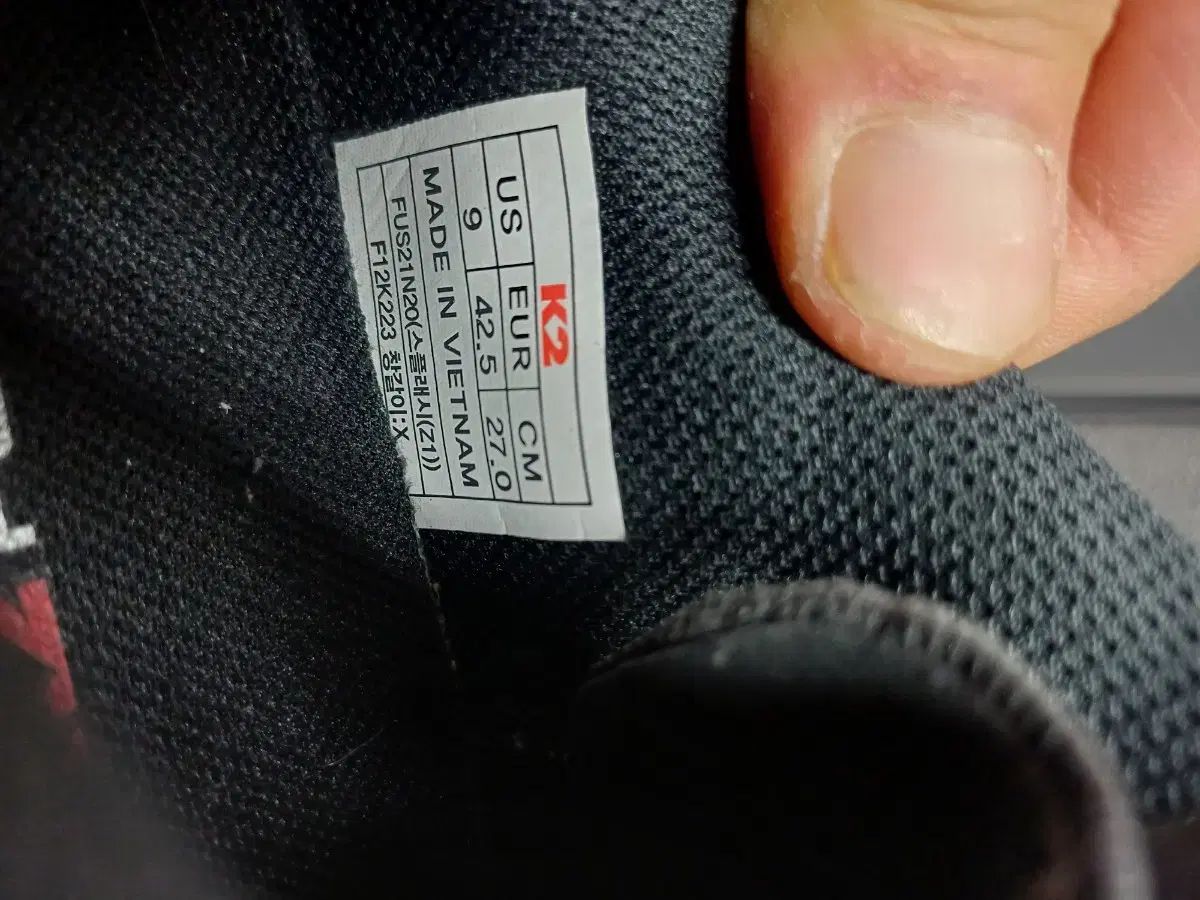 K2
US EUR CM
9 42.5 27.0
MADE IN VIETNAM
FUS21N20(스플래시(Z1))
F12K223 창갈이:X